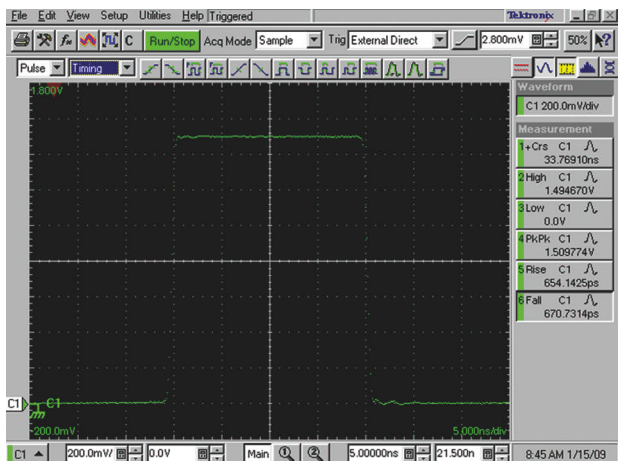 File Edit View Setup Utilities Help Triggered Tektronix
C Run/Stop Acq Mode Sample Trig External Direct 2.800mV 50%
Pulse Timing
1.800V
Waveform
C1 200.0mV/div
Measurement
1 +Crs C1
33.76910ns
2 High C1
1.494670V
3 Low C1
0.0V
4 PkPk C1
1.509774V
5 Rise C1
654.1425ps
6 Fall C1
670.7314ps
C1 C1
-200.0mV 5.000ns/div
C1 200.0mV/ 0.0V Main 1 2 5.00000ns 21.500n 8:45 AM 1/15/09